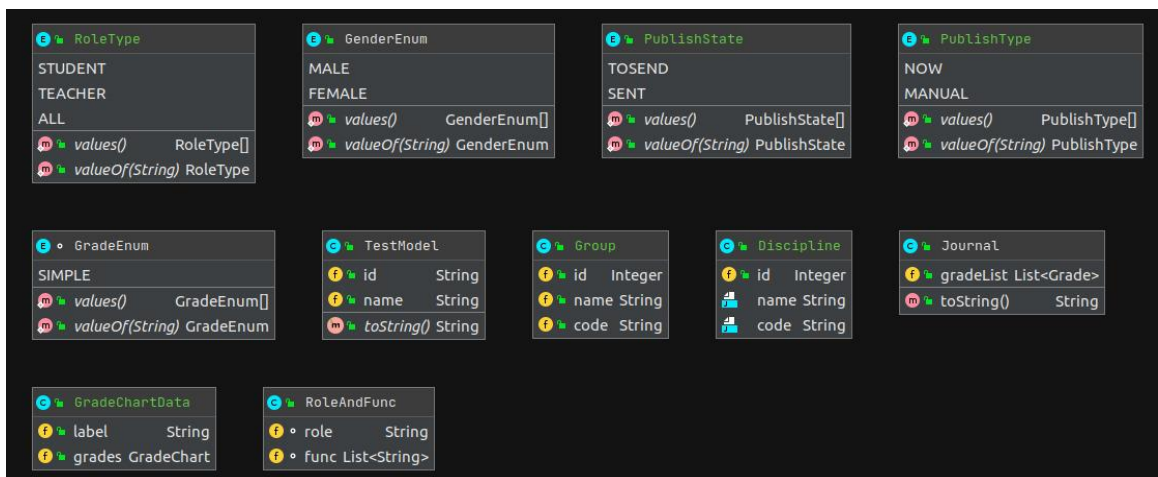 RoleType
STUDENT
TEACHER
ALL
values() RoleType[]
valueOf(String) RoleType
GenderEnum
MALE
FEMALE
values() GenderEnum[]
valueOf(String) GenderEnum
PublishState
TOSEND
SENT
values() PublishState[]
valueOf(String) PublishState
PublishType
NOW
MANUAL
values() PublishType[]
valueOf(String) PublishType
GradeEnum
SIMPLE
values() GradeEnum[]
valueOf(String) GradeEnum
TestModel
id String
name String
toString() String
Group
id Integer
name String
code String
Discipline
id Integer
name String
code String
Journal
gradeList List<Grade>
toString() String
GradeChartData
label String
grades GradeChart
RoleAndFunc
role String
func List<String>